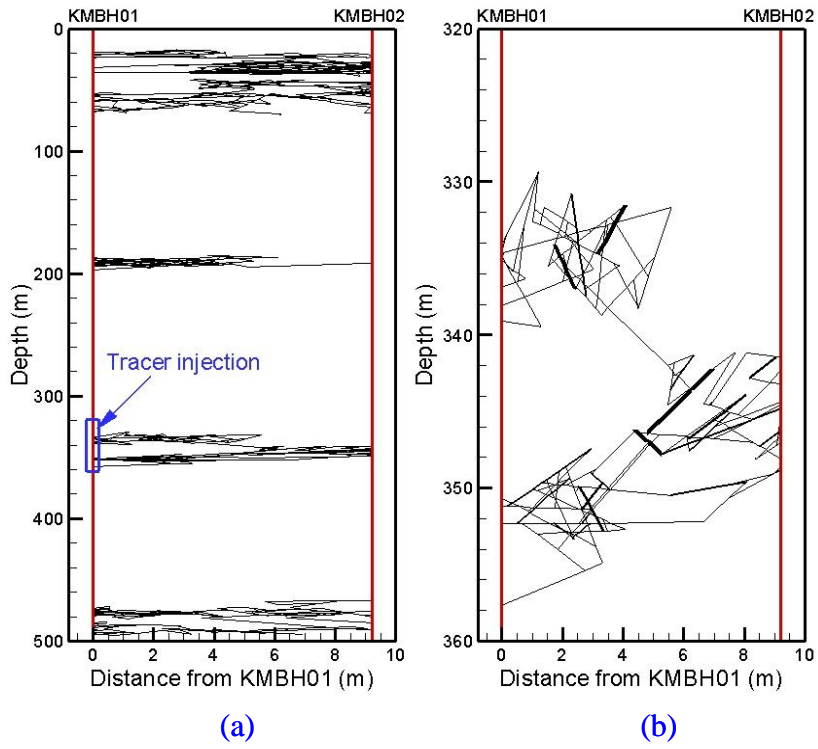 KMBH01 KMBH02
0
100
200
300
400
500
Depth (m)
Tracer injection
0 2 4 6 8 10
Distance from KMBH01 (m)
(a)
KMBH01 KMBH02
320
330
340
350
360
Depth (m)
0 2 4 6 8 10
Distance from KMBH01 (m)
(b)